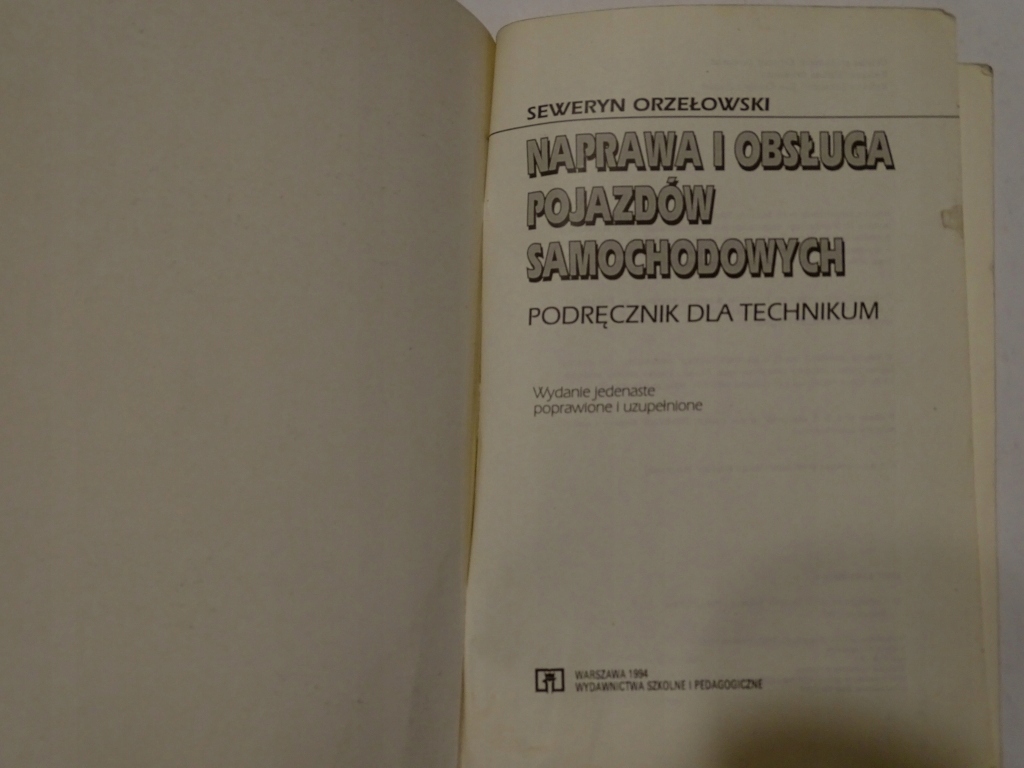 SEWERYN ORZEŁOWSKI
NAPRAWA I OBSŁUGA
POJAZDÓW
SAMOCHODOWYCH
PODRĘCZNIK DLA TECHNIKUM
Wydanie jedenaste
poprawione i uzupełnione
WARSZAWA 1994
WYDAWNICTWA SZKOLNE I PEDAGOGICZNE